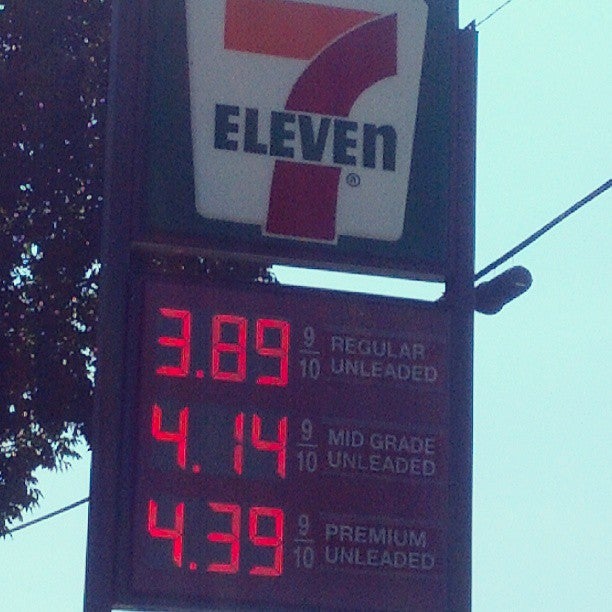 7
ELEVEn
®
3.89 9/10 REGULAR UNLEADED
4.14 9/10 MID GRADE UNLEADED
4.39 9/10 PREMIUM UNLEADED